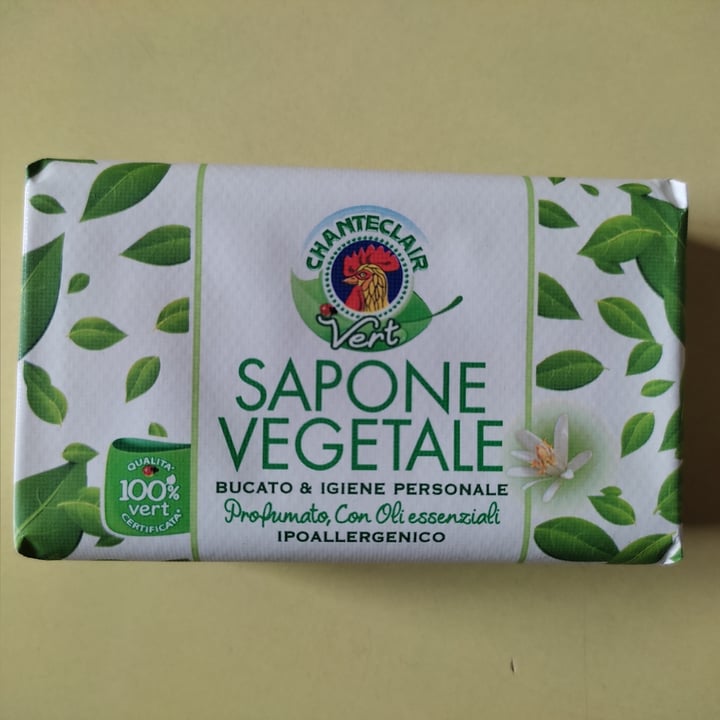 CHANTECLAIR
Vert
SAPONE
VEGETALE
BUCATO & IGIENE PERSONALE
Profumato, Con Oli essenziali
IPOALLERGENICO
QUALITA'
100%
vert
CERTIFICATA